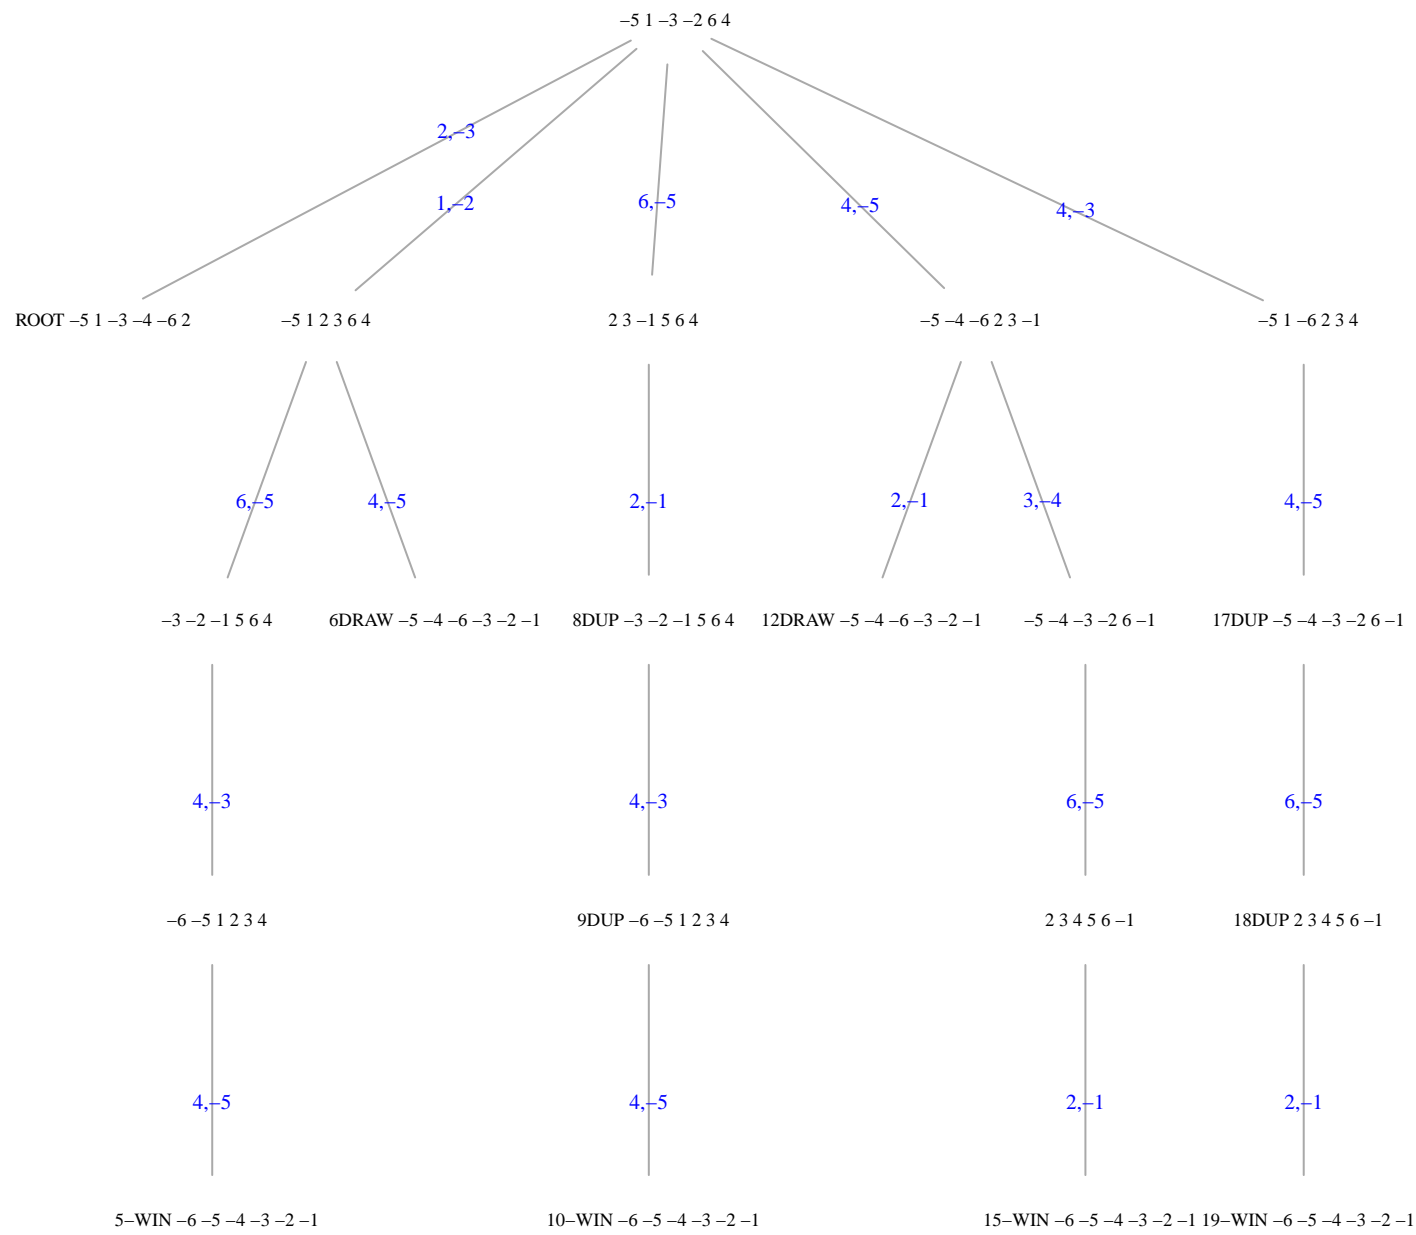 −5 1 −3 −2 6 4
2,−3
1,−2
6,−5
4,−5
4,−3
ROOT −5 1 −3 −4 −6 2
−5 1 2 3 6 4
2 3 −1 5 6 4
−5 −4 −6 2 3 −1
−5 1 −6 2 3 4
6,−5
4,−5
2,−1
2,−1
3,−4
4,−5
−3 −2 −1 5 6 4
6DRAW −5 −4 −6 −3 −2 −1
8DUP −3 −2 −1 5 6 4
12DRAW −5 −4 −6 −3 −2 −1
−5 −4 −3 −2 6 −1
17DUP −5 −4 −3 −2 6 −1
4,−3
4,−3
6,−5
6,−5
−6 −5 1 2 3 4
9DUP −6 −5 1 2 3 4
2 3 4 5 6 −1
18DUP 2 3 4 5 6 −1
4,−5
4,−5
2,−1
2,−1
5−WIN −6 −5 −4 −3 −2 −1
10−WIN −6 −5 −4 −3 −2 −1
15−WIN −6 −5 −4 −3 −2 −1
19−WIN −6 −5 −4 −3 −2 −1